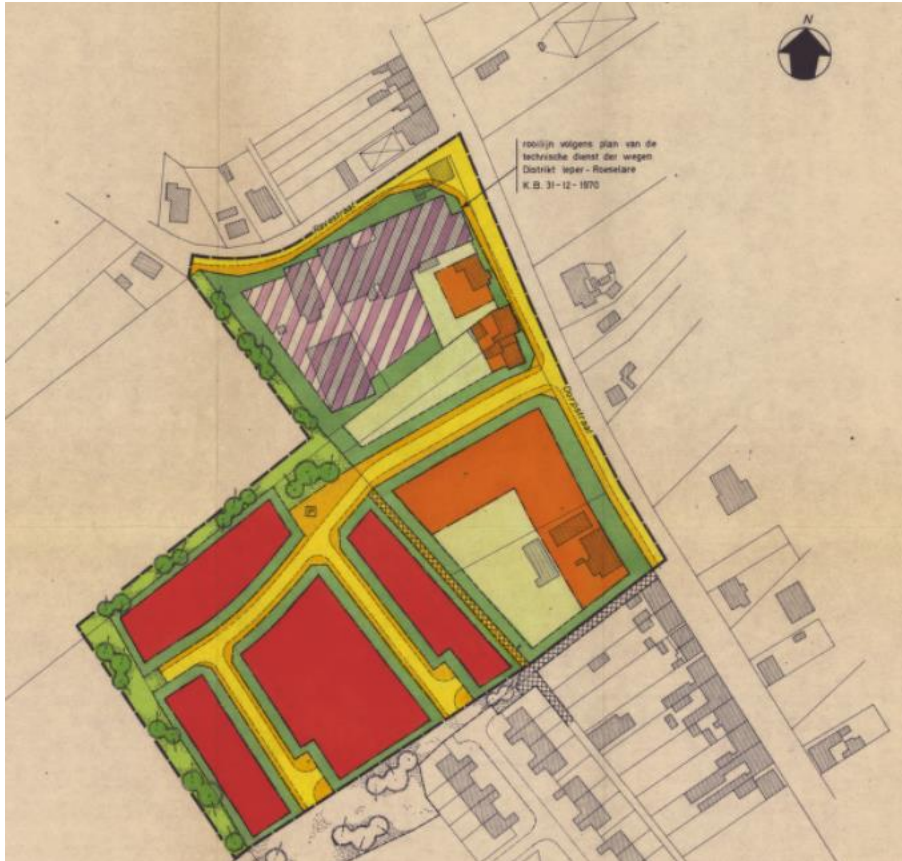 N
rooilijn volgens plan van de
technische dienst der wegen
Distrikt Ieper - Roeselare
K.B. 31-12-1970
Dorpstraat
P